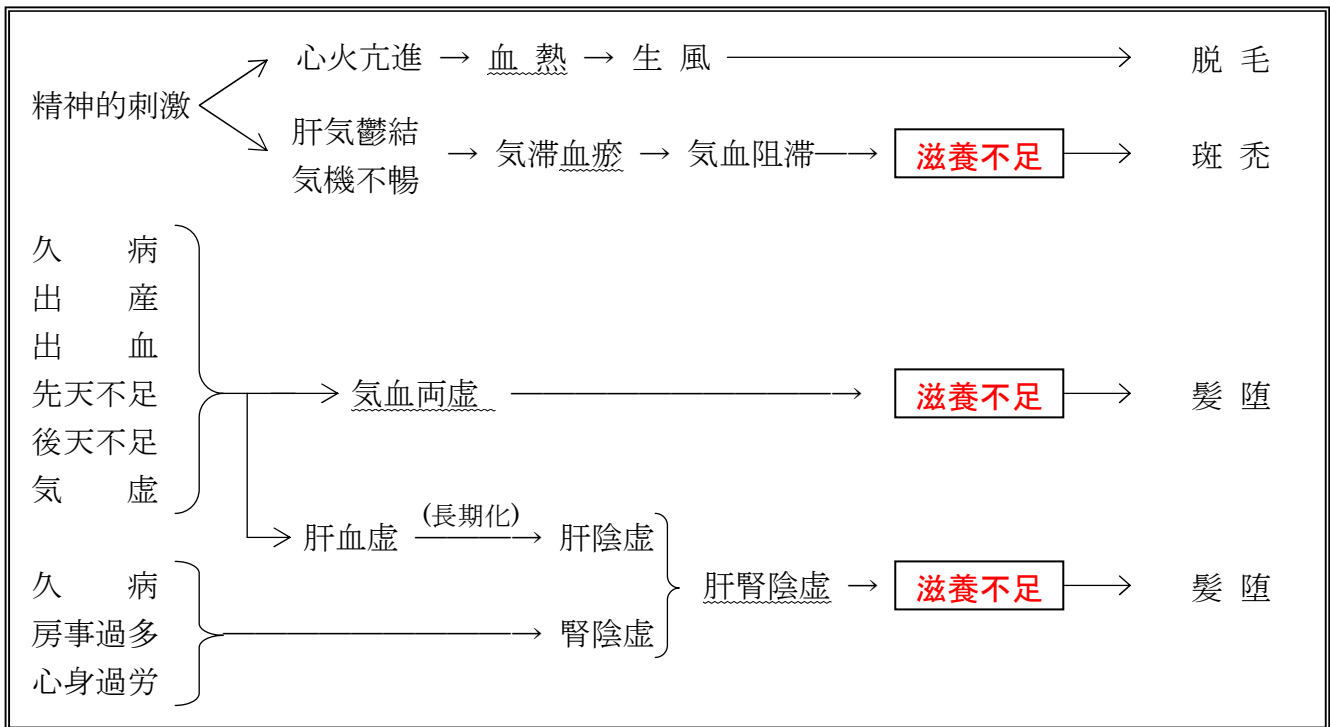 心火亢進 → 血 熱 → 生 風 → 脱 毛
精神的刺激
肝気鬱結
気機不暢
→ 気滞血瘀 → 気血阻滞 → 滋養不足 → 斑 禿
久 病
出 産
出 血
先天不足 → 気血両虚 → 滋養不足 → 髪 堕
後天不足
気 虚
肝血虚 (長期化) → 肝陰虚
久 病
肝腎陰虚 → 滋養不足 → 髪 堕
房事過多 → 腎陰虚
心身過労